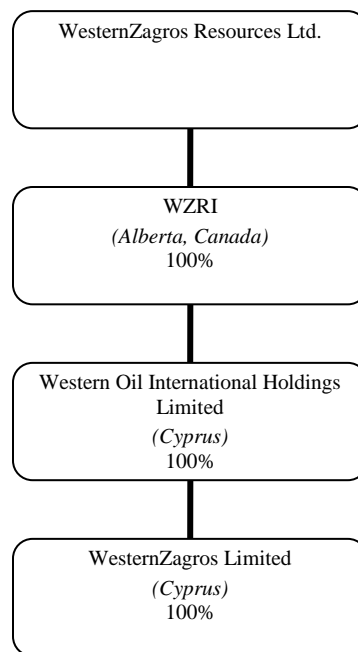 WesternZagros Resources Ltd.
WZRI
(Alberta, Canada)
100%
Western Oil International Holdings
Limited
(Cyprus)
100%
WesternZagros Limited
(Cyprus)
100%